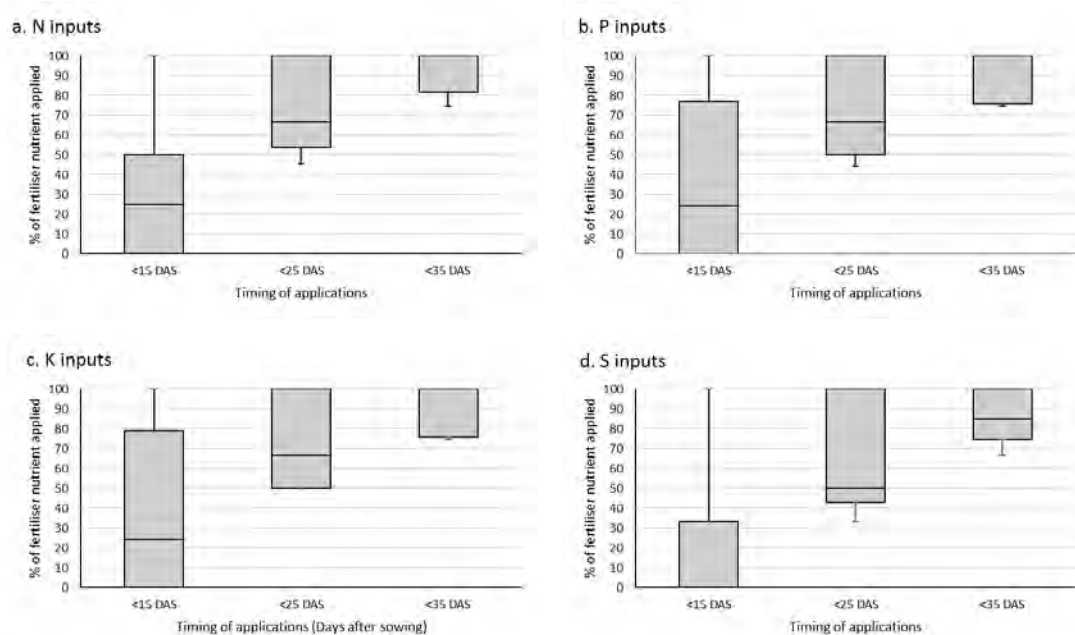 a. N inputs
% of fertiliser nutrient applied
100
90
80
70
60
50
40
30
20
10
0
<15 DAS
<25 DAS
<35 DAS
Timing of applications
b. P inputs
% of fertiliser nutrient applied
100
90
80
70
60
50
40
30
20
10
0
<15 DAS
<25 DAS
<35 DAS
Timing of applications
c. K inputs
% of fertiliser nutrient applied
100
90
80
70
60
50
40
30
20
10
0
<15 DAS
<25 DAS
<35 DAS
Timing of applications (Days after sowing)
d. S inputs
% of fertiliser nutrient applied
100
90
80
70
60
50
40
30
20
10
0
<15 DAS
<25 DAS
<35 DAS
Timing of applications